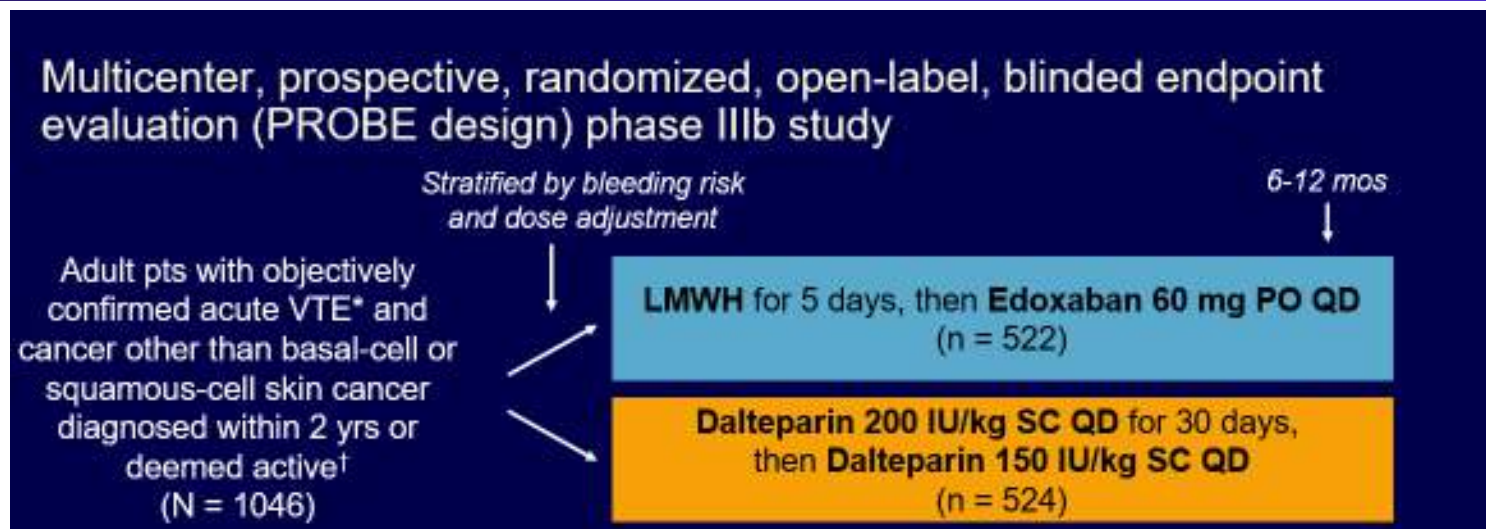 Multicenter, prospective, randomized, open-label, blinded endpoint
evaluation (PROBE design) phase IIIb study
Stratified by bleeding risk
and dose adjustment
6-12 mos
Adult pts with objectively
confirmed acute VTE* and
cancer other than basal-cell or
squamous-cell skin cancer
diagnosed within 2 yrs or
deemed active†
(N = 1046)
LMWH for 5 days, then Edoxaban 60 mg PO QD
(n = 522)
Dalteparin 200 IU/kg SC QD for 30 days,
then Dalteparin 150 IU/kg SC QD
(n = 524)